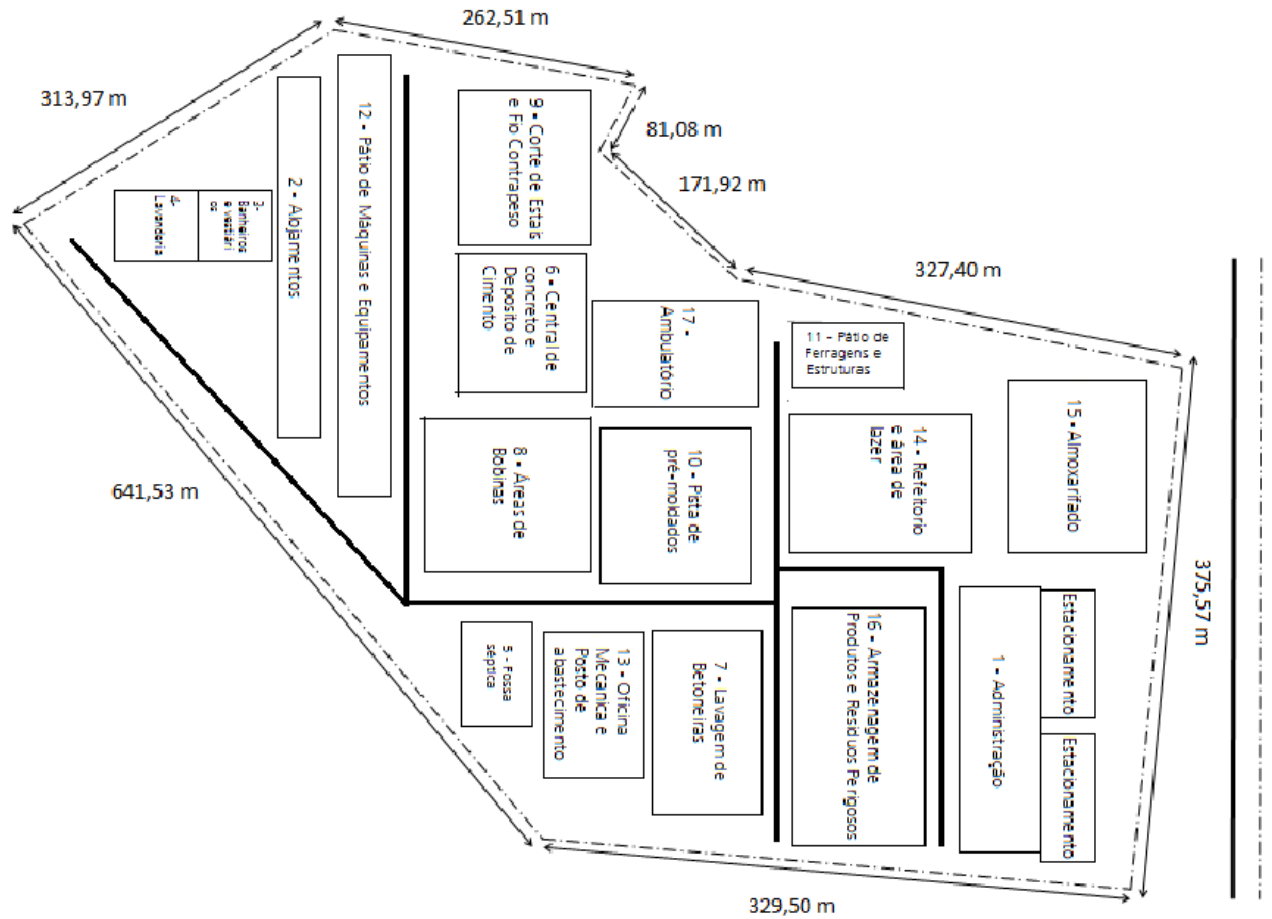 262,51 m
313,97 m
81,08 m
171,92 m
327,40 m
641,53 m
375,57 m
329,50 m
12 - Pátio de Máquinas e Equipamentos
2 - Alojamentos
3-
Banheiros
e vestiári
os
4-
Lavanderia
9 - Corte de Estais
e Fio Contrapeso
6 - Central de
concreto e
Deposito de
Cimento
17 -
Ambulatório
11 - Pátio de
Ferragens e
Estruturas
15 - Almoxarifado
14 - Refeitorio
e área de
lazer
8 - Áreas de
Bobinas
10 - Pista de
pré-moldados
5 - Fossa
séptica
13 - Oficina
Mecanica e
Posto de
abastecimento
7 - Lavagem de
Betoneiras
16 - Armazenagem de
Produtos e Residuos Perigosos
1 - Administração
Estacionamento
Estacionamento